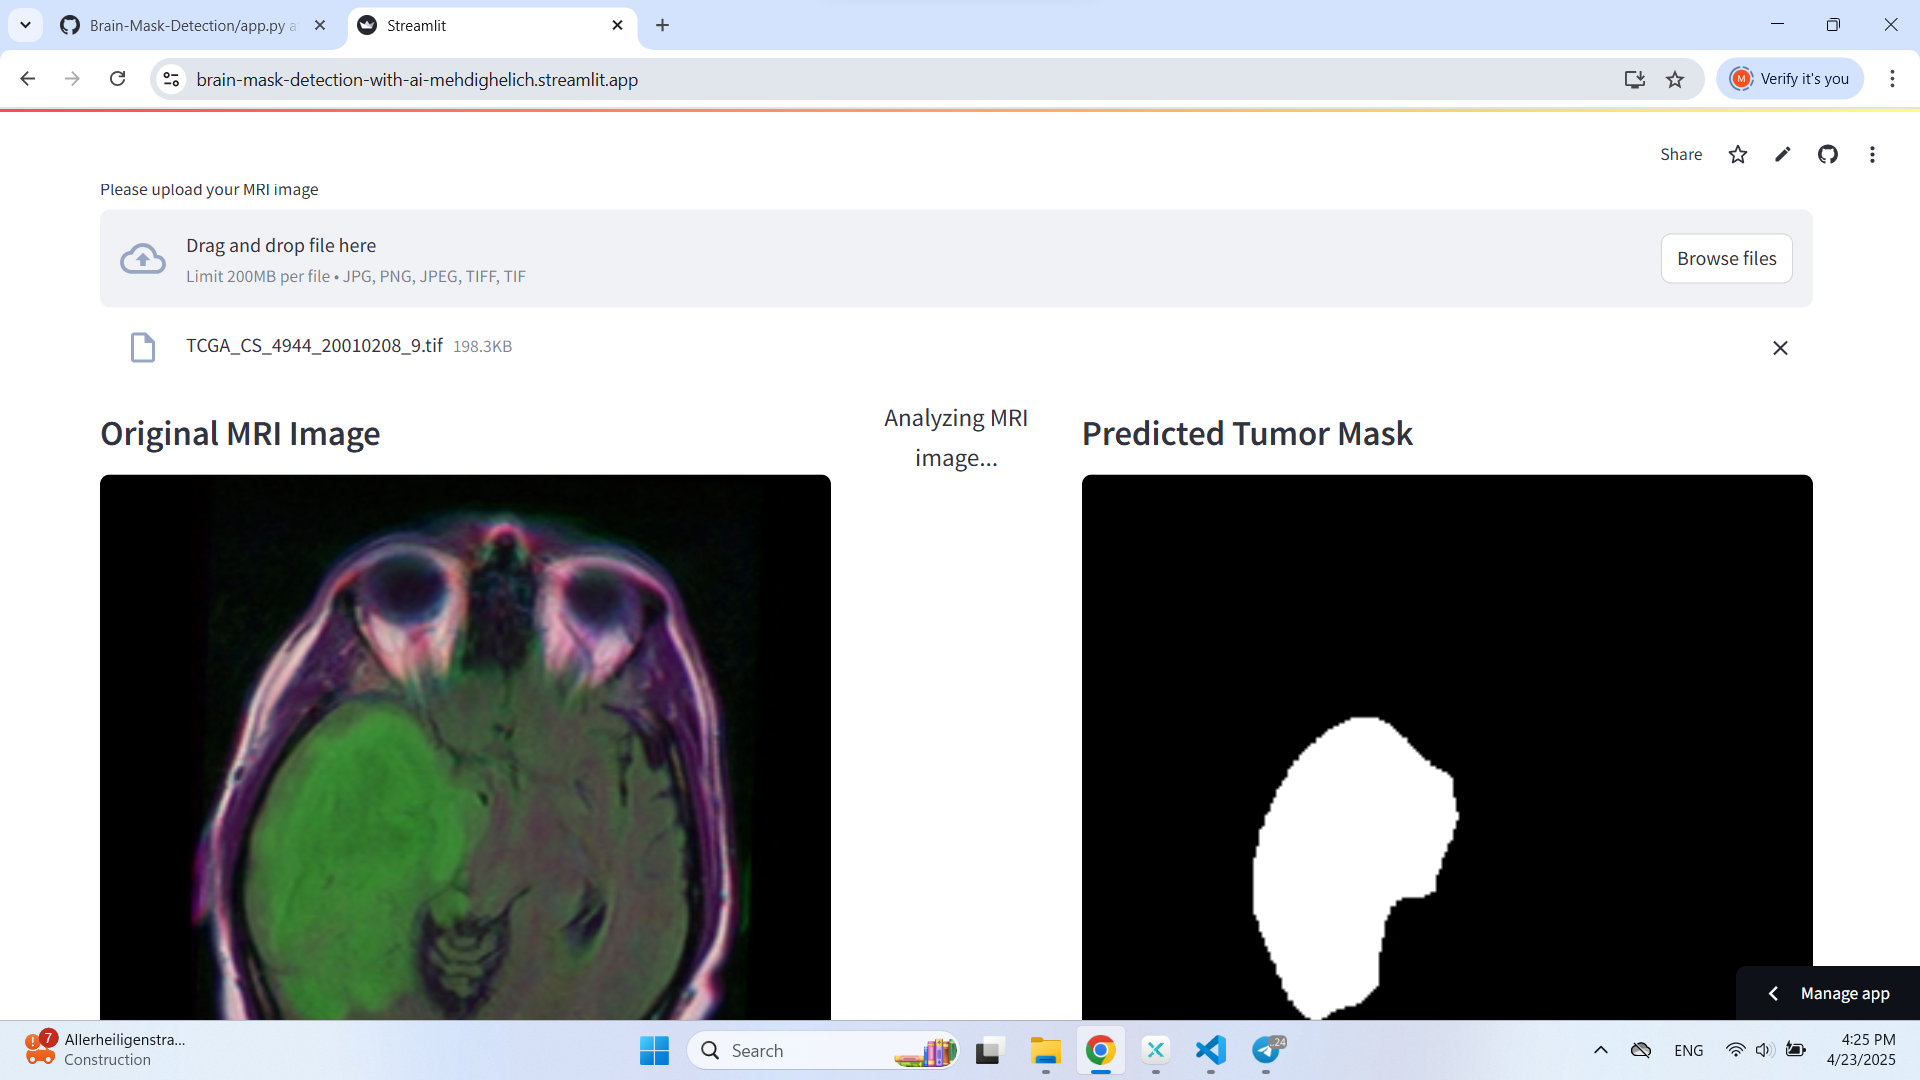 Brain-Mask-Detection/app.py a
Streamlit
brain-mask-detection-with-ai-mehdighelich.streamlit.app
M
Verify it's you
Share
Please upload your MRI image
Drag and drop file here
Limit 200MB per file • JPG, PNG, JPEG, TIFF, TIF
Browse files
TCGA_CS_4944_20010208_9.tif 198.3KB
Original MRI Image
Analyzing MRI
image...
Predicted Tumor Mask
Manage app
7
Allerheiligenstra...
Construction
Search
24
ENG
4:25 PM
4/23/2025